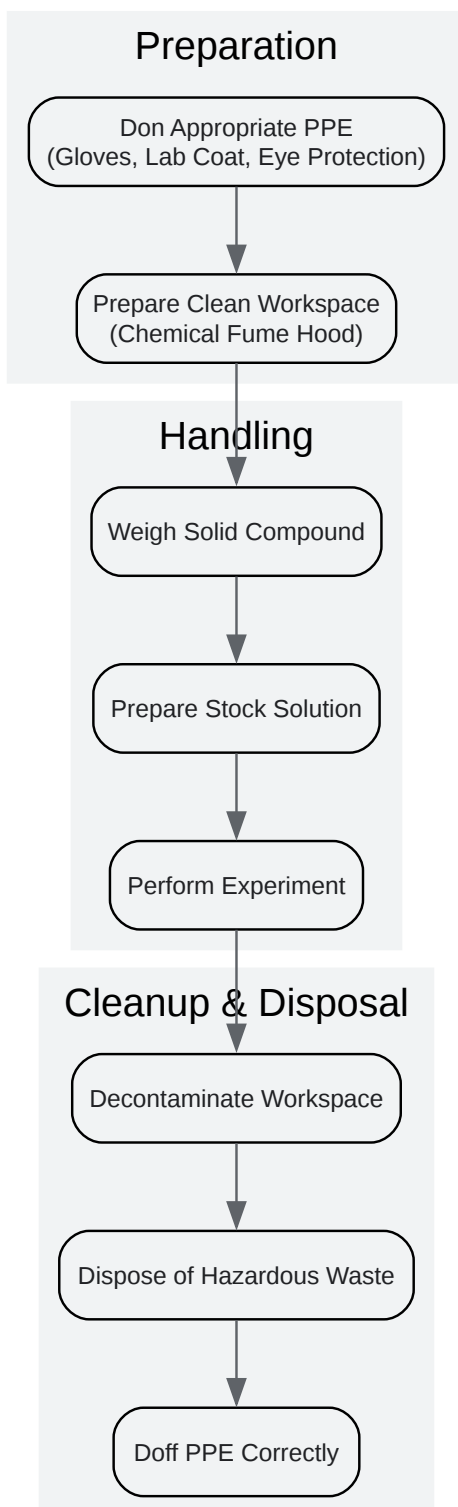 Preparation
Don Appropriate PPE
(Gloves, Lab Coat, Eye Protection)
Prepare Clean Workspace
(Chemical Fume Hood)
Handling
Weigh Solid Compound
Prepare Stock Solution
Perform Experiment
Cleanup & Disposal
Decontaminate Workspace
Dispose of Hazardous Waste
Doff PPE Correctly